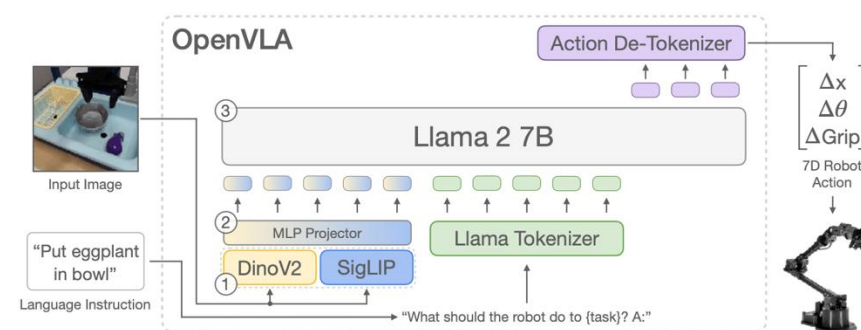 OpenVLA
Action De-Tokenizer
Δx
Δθ
ΔGrip
7D Robot
Action
3
Llama 2 7B
Input Image
2
MLP Projector
Llama Tokenizer
1
DinoV2
SigLIP
“Put eggplant
in bowl”
Language Instruction
“What should the robot do to {task}? A:”